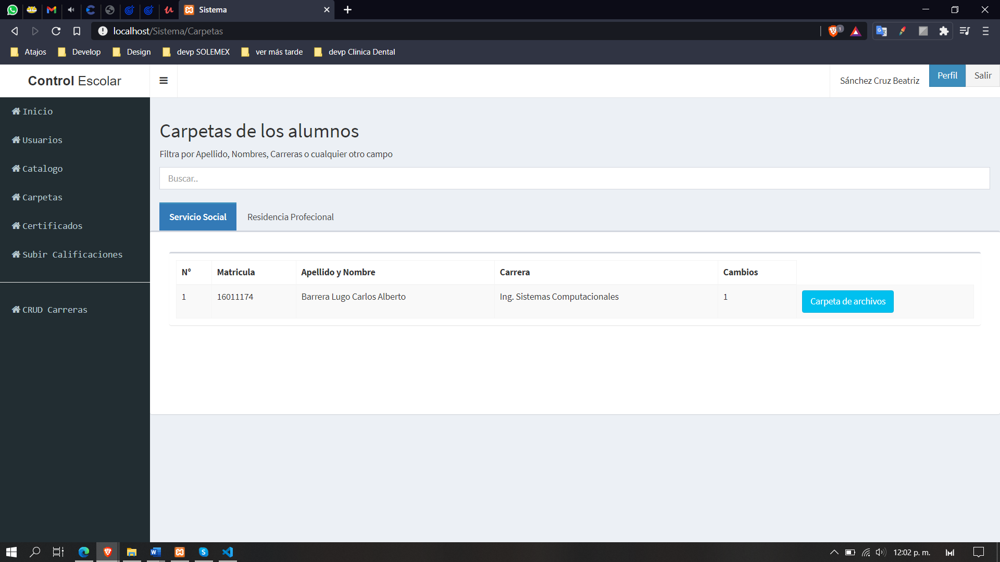 Sistema
localhost/Sistema/Carpetas
1
Atajos Develop Design devp SOLEMEX ver más tarde devp Clinica Dental
Control Escolar
Sánchez Cruz Beatriz Perfil Salir
Inicio
Usuarios
Catalogo
Carpetas
Certificados
Subir Calificaciones
CRUD Carreras
Carpetas de los alumnos
Filtra por Apellido, Nombres, Carreras o cualquier otro campo
Buscar..
Servicio Social Residencia Profecional
N° Matricula Apellido y Nombre Carrera Cambios
1 16011174 Barrera Lugo Carlos Alberto Ing. Sistemas Computacionales 1 Carpeta de archivos
12:02 p. m.